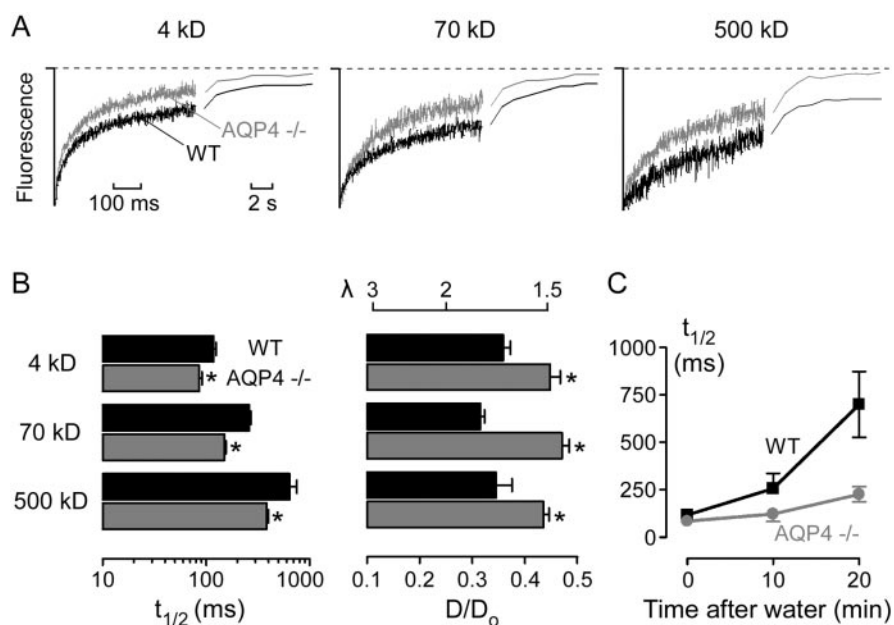 A
4 kD
70 kD
500 kD
Fluorescence
AQP4 -/-
WT
100 ms
2 s
B
λ
3
2
1.5
4 kD
WT
AQP4 -/-
*
*
70 kD
*
*
500 kD
*
*
10
100
1000
t1/2 (ms)
0.1
0.2
0.3
0.4
0.5
D/Do
C
t1/2
(ms)
1000
750
500
250
0
WT
AQP4 -/-
0
10
20
Time after water (min)